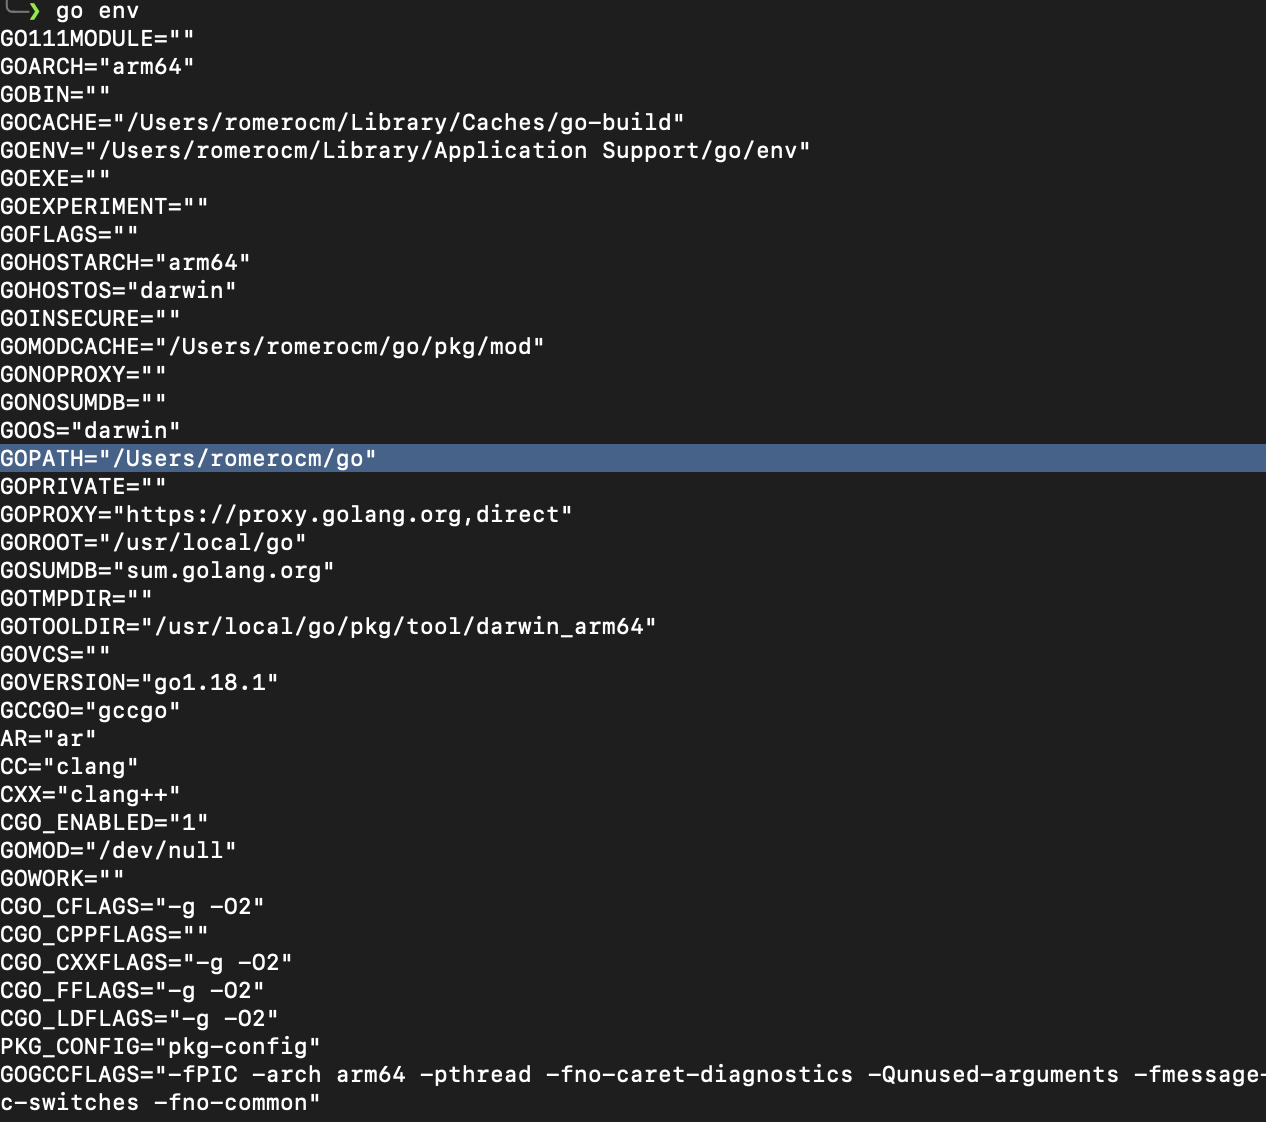 ❯ go env
GO111MODULE=""
GOARCH="arm64"
GOBIN=""
GOCACHE="/Users/romerocm/Library/Caches/go-build"
GOENV="/Users/romerocm/Library/Application Support/go/env"
GOEXE=""
GOEXPERIMENT=""
GOFLAGS=""
GOHOSTARCH="arm64"
GOHOSTOS="darwin"
GOINSECURE=""
GOMODCACHE="/Users/romerocm/go/pkg/mod"
GONOPROXY=""
GONOSUMDB=""
GOOS="darwin"
GOPATH="/Users/romerocm/go"
GOPRIVATE=""
GOPROXY="https://proxy.golang.org,direct"
GOROOT="/usr/local/go"
GOSUMDB="sum.golang.org"
GOTMPDIR=""
GOTOOLDIR="/usr/local/go/pkg/tool/darwin_arm64"
GOVCS=""
GOVERSION="go1.18.1"
GCCGO="gccgo"
AR="ar"
CC="clang"
CXX="clang++"
CGO_ENABLED="1"
GOMOD="/dev/null"
GOWORK=""
CGO_CFLAGS="-g -O2"
CGO_CPPFLAGS=""
CGO_CXXFLAGS="-g -O2"
CGO_FFLAGS="-g -O2"
CGO_LDFLAGS="-g -O2"
PKG_CONFIG="pkg-config"
GOGCCFLAGS="-fPIC -arch arm64 -pthread -fno-caret-diagnostics -Qunused-arguments -fmessage-
c-switches -fno-common"